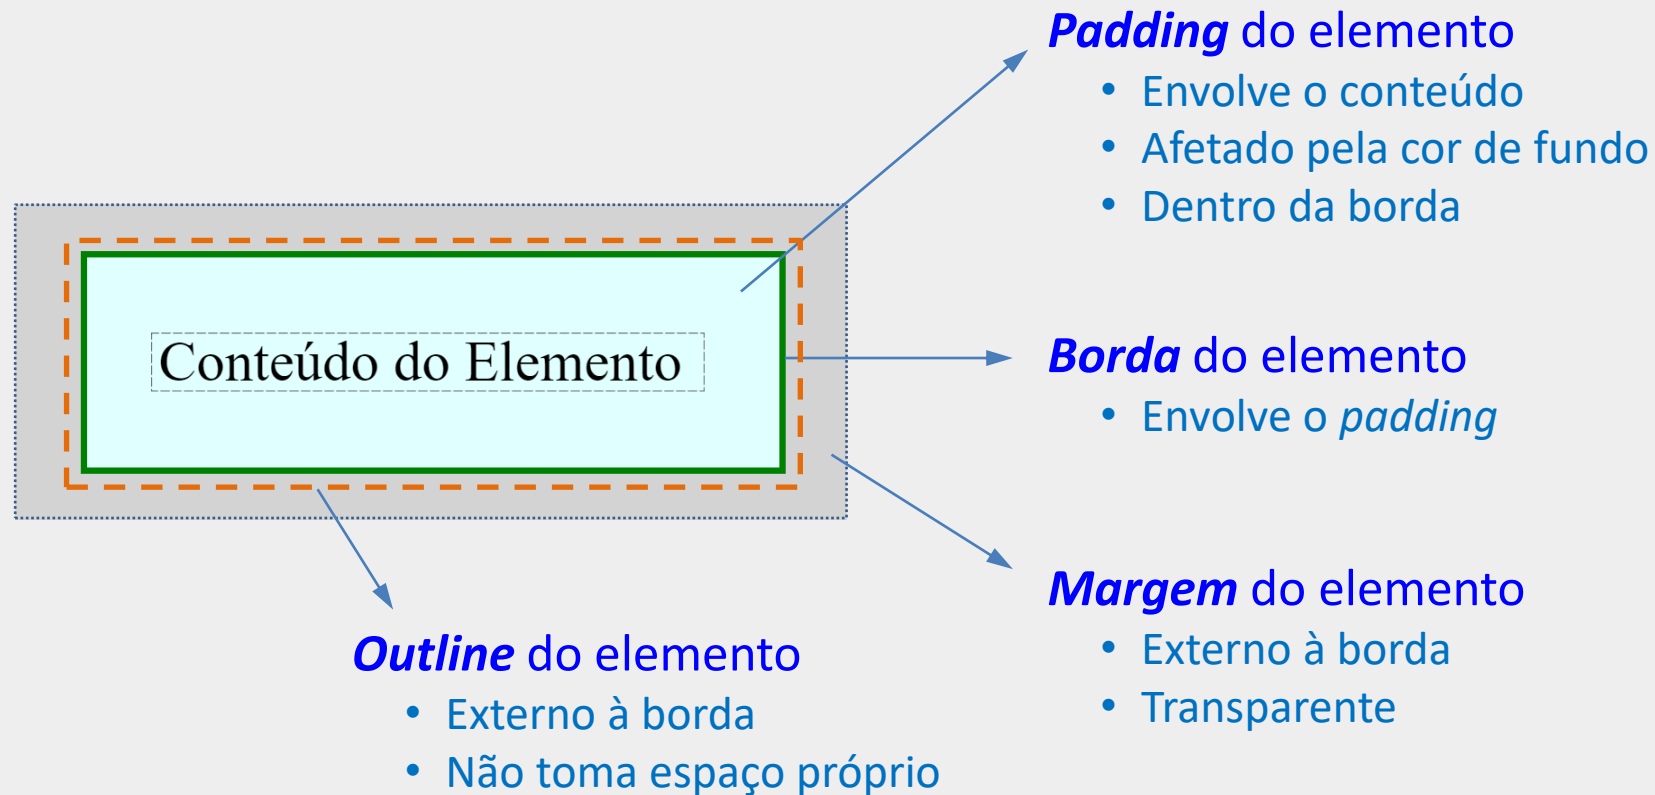 Padding do elemento
• Envolve o conteúdo
• Afetado pela cor de fundo
• Dentro da borda
Conteúdo do Elemento
Borda do elemento
• Envolve o padding
Margem do elemento
• Externo à borda
• Transparente
Outline do elemento
• Externo à borda
• Não toma espaço próprio